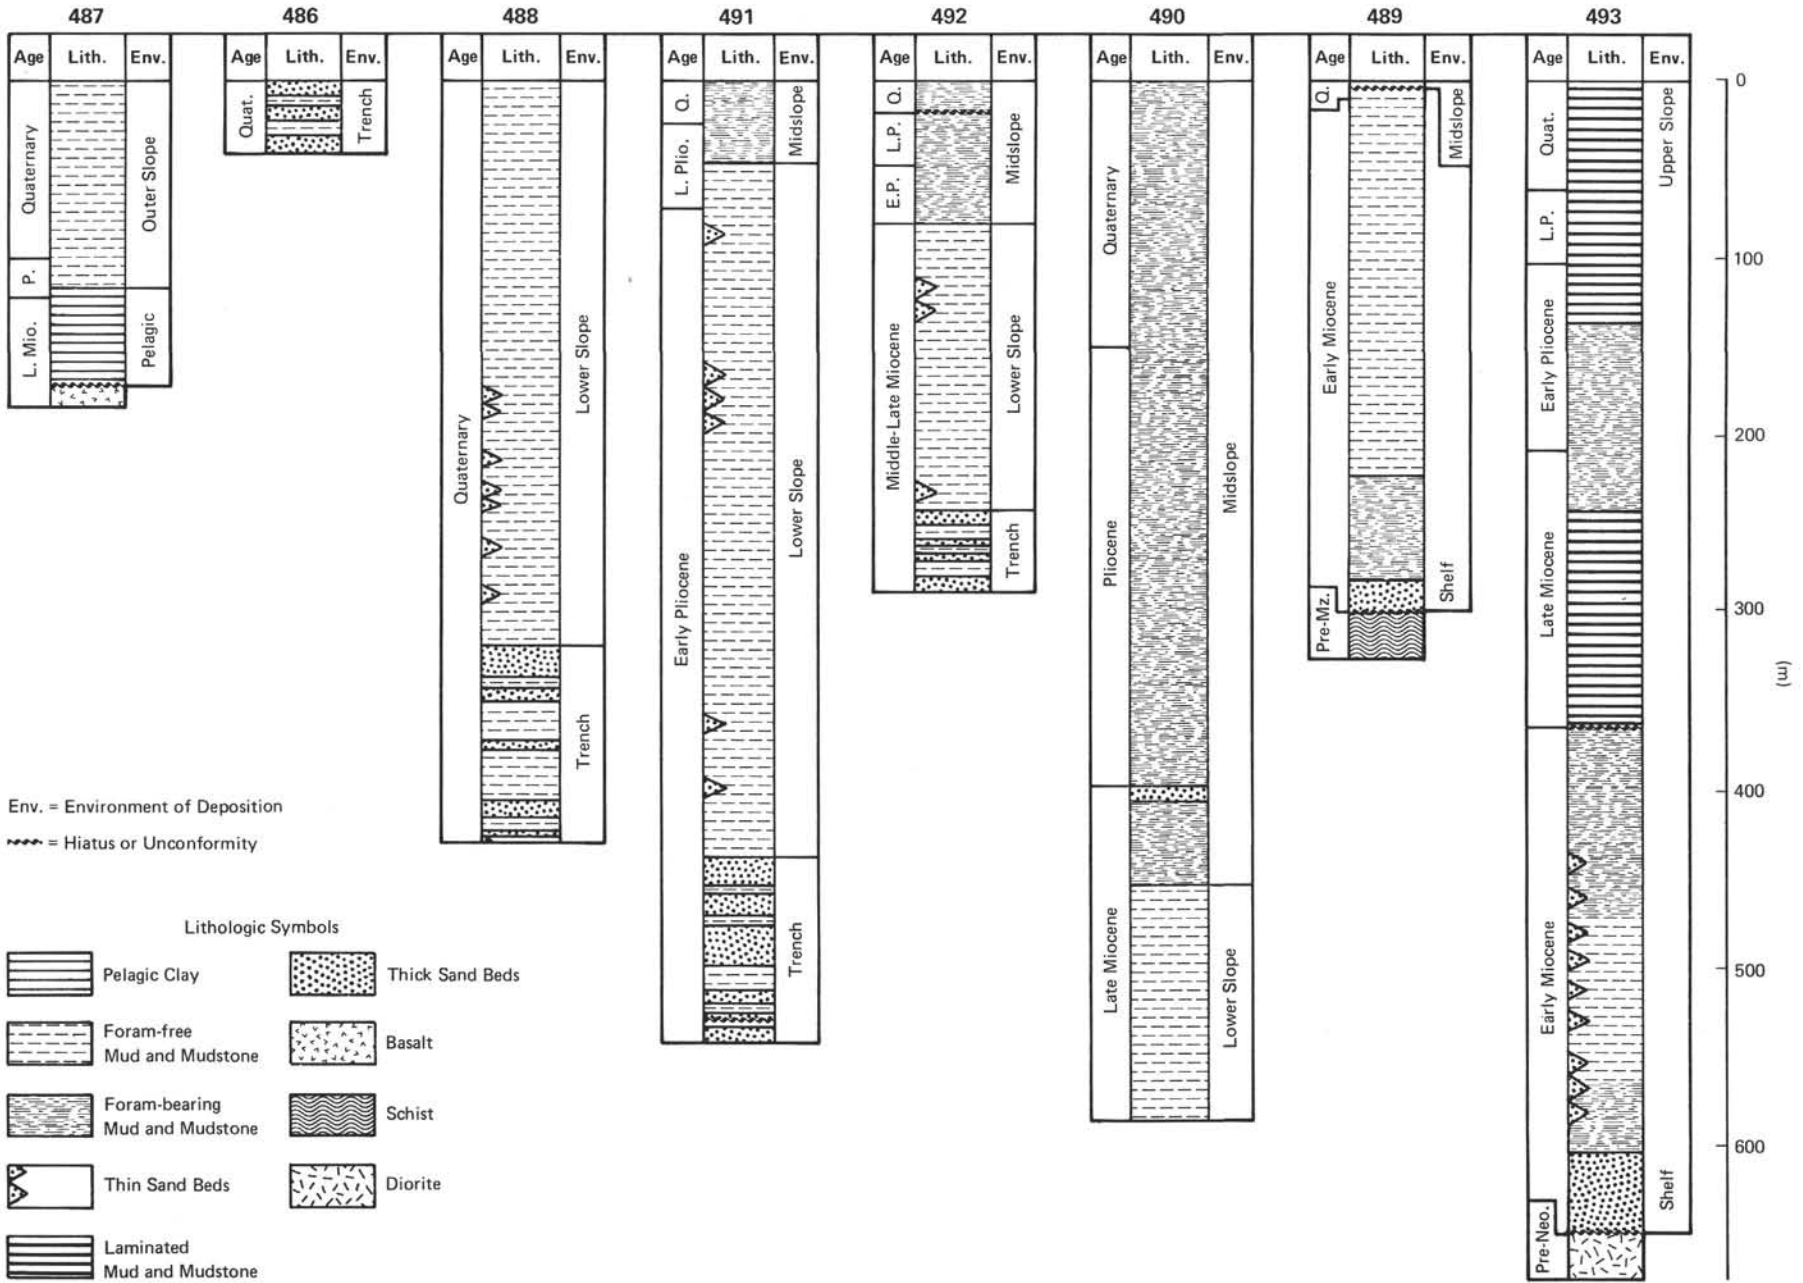 487 486 488 491 492 490 489 493
Age Lith. Env. Age Lith. Env. Age Lith. Env. Age Lith. Env. Age Lith. Env. Age Lith. Env. Age Lith. Env. Age Lith. Env.
Quaternary
P.
L. Mio.
Outer Slope
Pelagic
Quat.
Trench
Quaternary
Lower Slope
Trench
Q.
L. Plio.
Early Pliocene
Midslope
Lower Slope
Trench
Q.
L.P.
E.P.
Middle-Late Miocene
Midslope
Lower Slope
Trench
Quaternary
Pliocene
Late Miocene
Midslope
Lower Slope
Q.
Early Miocene
Pre-Mz.
Midslope
Shelf
Quat.
L.P.
Early Pliocene
Late Miocene
Early Miocene
Pre-Neo.
Upper Slope
Shelf
0
100
200
300
(m)
400
500
600
Env. = Environment of Deposition
= Hiatus or Unconformity
Lithologic Symbols
Pelagic Clay
Foram-free
Mud and Mudstone
Foram-bearing
Mud and Mudstone
Thin Sand Beds
Laminated
Mud and Mudstone
Thick Sand Beds
Basalt
Schist
Diorite